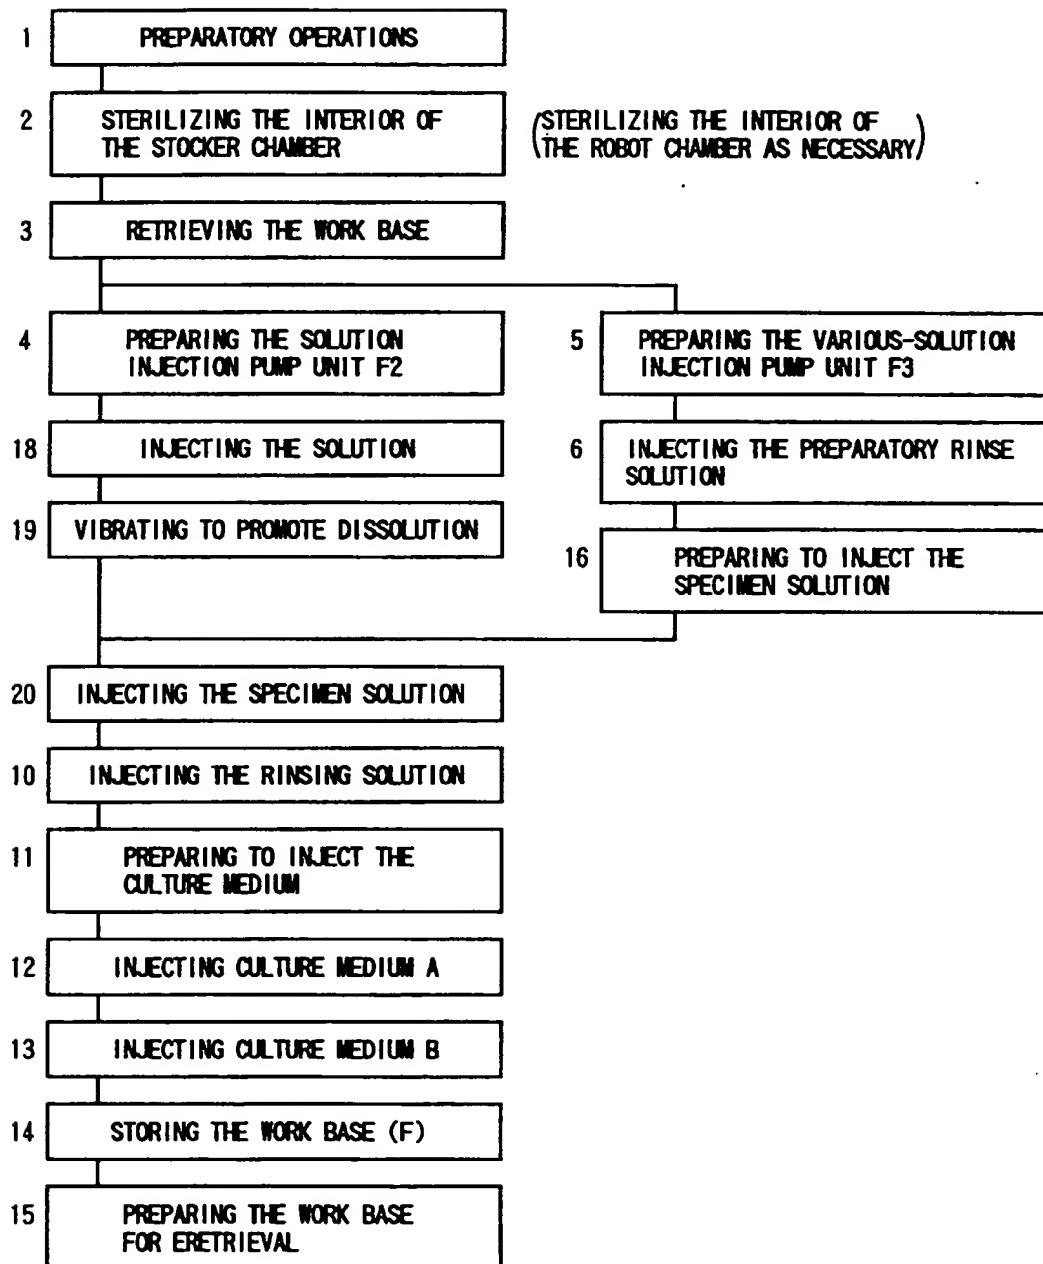 1 PREPARATORY OPERATIONS
2 STERILIZING THE INTERIOR OF
THE STOCKER CHAMBER
(STERILIZING THE INTERIOR OF
THE ROBOT CHAMBER AS NECESSARY)
3 RETRIEVING THE WORK BASE
4 PREPARING THE SOLUTION
INJECTION PUMP UNIT F2
5 PREPARING THE VARIOUS-SOLUTION
INJECTION PUMP UNIT F3
18 INJECTING THE SOLUTION
6 INJECTING THE PREPARATORY RINSE
SOLUTION
19 VIBRATING TO PROMOTE DISSOLUTION
16 PREPARING TO INJECT THE
SPECIMEN SOLUTION
20 INJECTING THE SPECIMEN SOLUTION
10 INJECTING THE RINSING SOLUTION
11 PREPARING TO INJECT THE
CULTURE MEDIUM
12 INJECTING CULTURE MEDIUM A
13 INJECTING CULTURE MEDIUM B
14 STORING THE WORK BASE (F)
15 PREPARING THE WORK BASE
FOR ERETRIEVAL